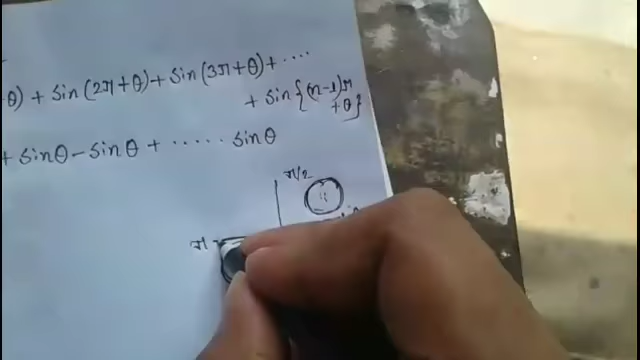 θ) + sin(2π+θ) + sin(3π+θ) + ....
+ sin{(n-1)π
+θ}
+ sinθ - sinθ + ...... sinθ
π/2
π